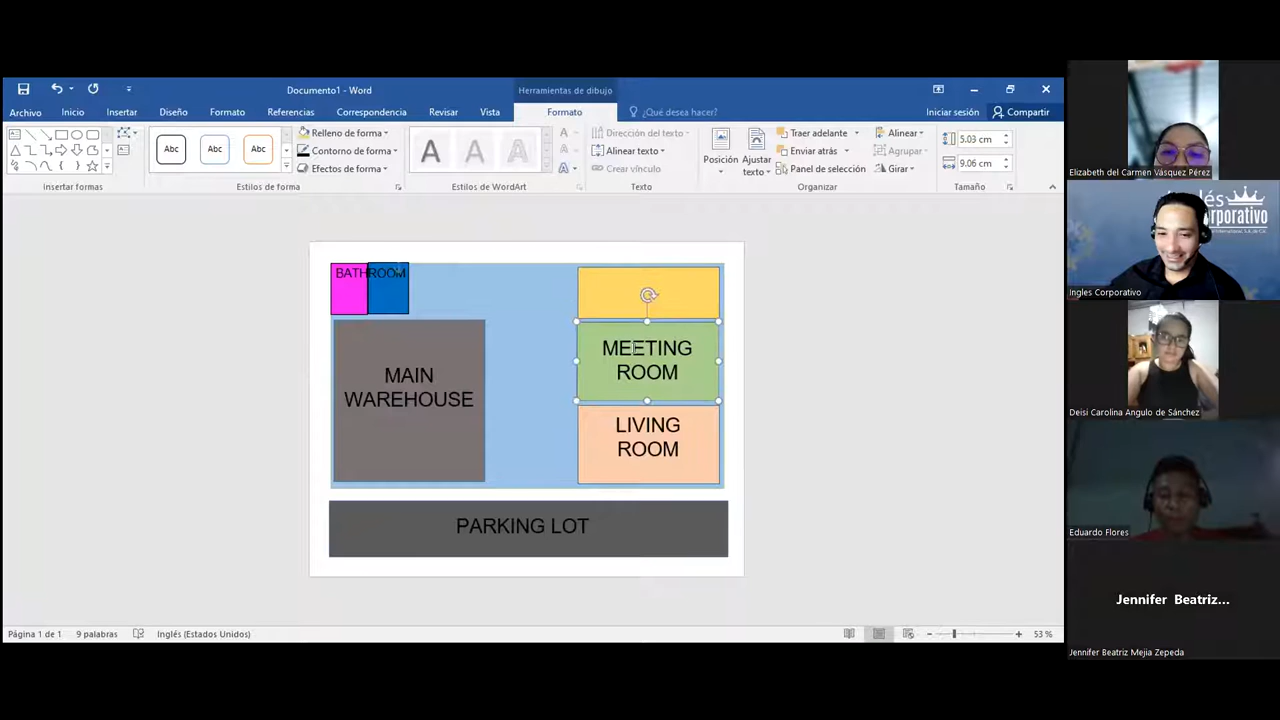 Documento1 - Word
Herramientas de dibujo
Archivo
Inicio
Insertar
Diseño
Formato
Referencias
Correspondencia
Revisar
Vista
Formato
¿Qué desea hacer?
Iniciar sesión
Compartir
Abc
Abc
Abc
Relleno de forma
Contorno de forma
Efectos de forma
A
A
A
Dirección del texto
Alinear texto
Crear vínculo
Posición
Ajustar
texto
Traer adelante
Enviar atrás
Panel de selección
Alinear
Agrupar
Girar
5.03 cm
9.06 cm
Insertar formas
Estilos de forma
Estilos de WordArt
Texto
Organizar
Tamaño
BATHROOM
MAIN
WAREHOUSE
MEETING
ROOM
LIVING
ROOM
PARKING LOT
Página 1 de 1
9 palabras
Inglés (Estados Unidos)
53 %
Elizabeth del Carmen Vásquez Pérez
Ingles Corporativo
Deisi Carolina Angulo de Sánchez
Eduardo Flores
Jennifer Beatriz...
Jennifer Beatriz Mejia Zepeda